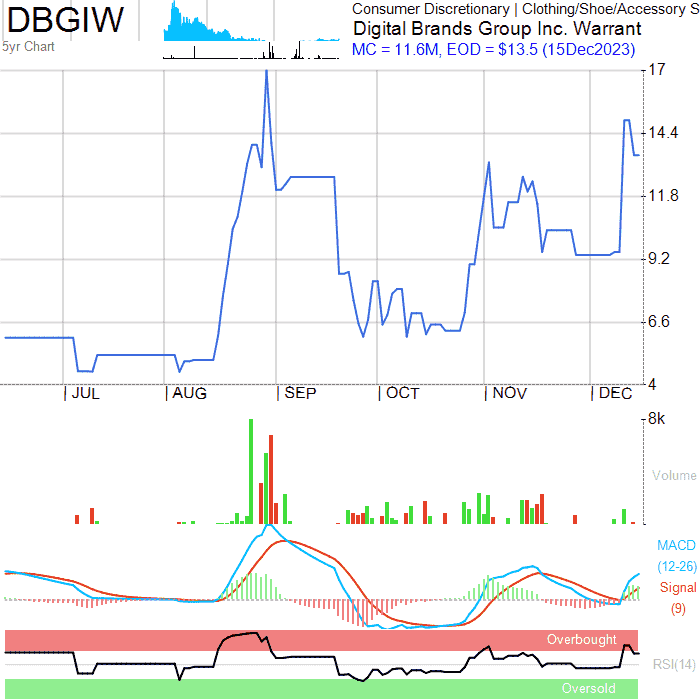 DBGIW
5yr Chart
Consumer Discretionary | Clothing/Shoe/Accessory S
Digital Brands Group Inc. Warrant
MC = 11.6M, EOD = $13.5 (15Dec2023)
17
14.4
11.8
9.2
6.6
4
JUL
AUG
SEP
OCT
NOV
DEC
8k
Volume
MACD
(12-26)
Signal
(9)
Overbought
RSI(14)
Oversold